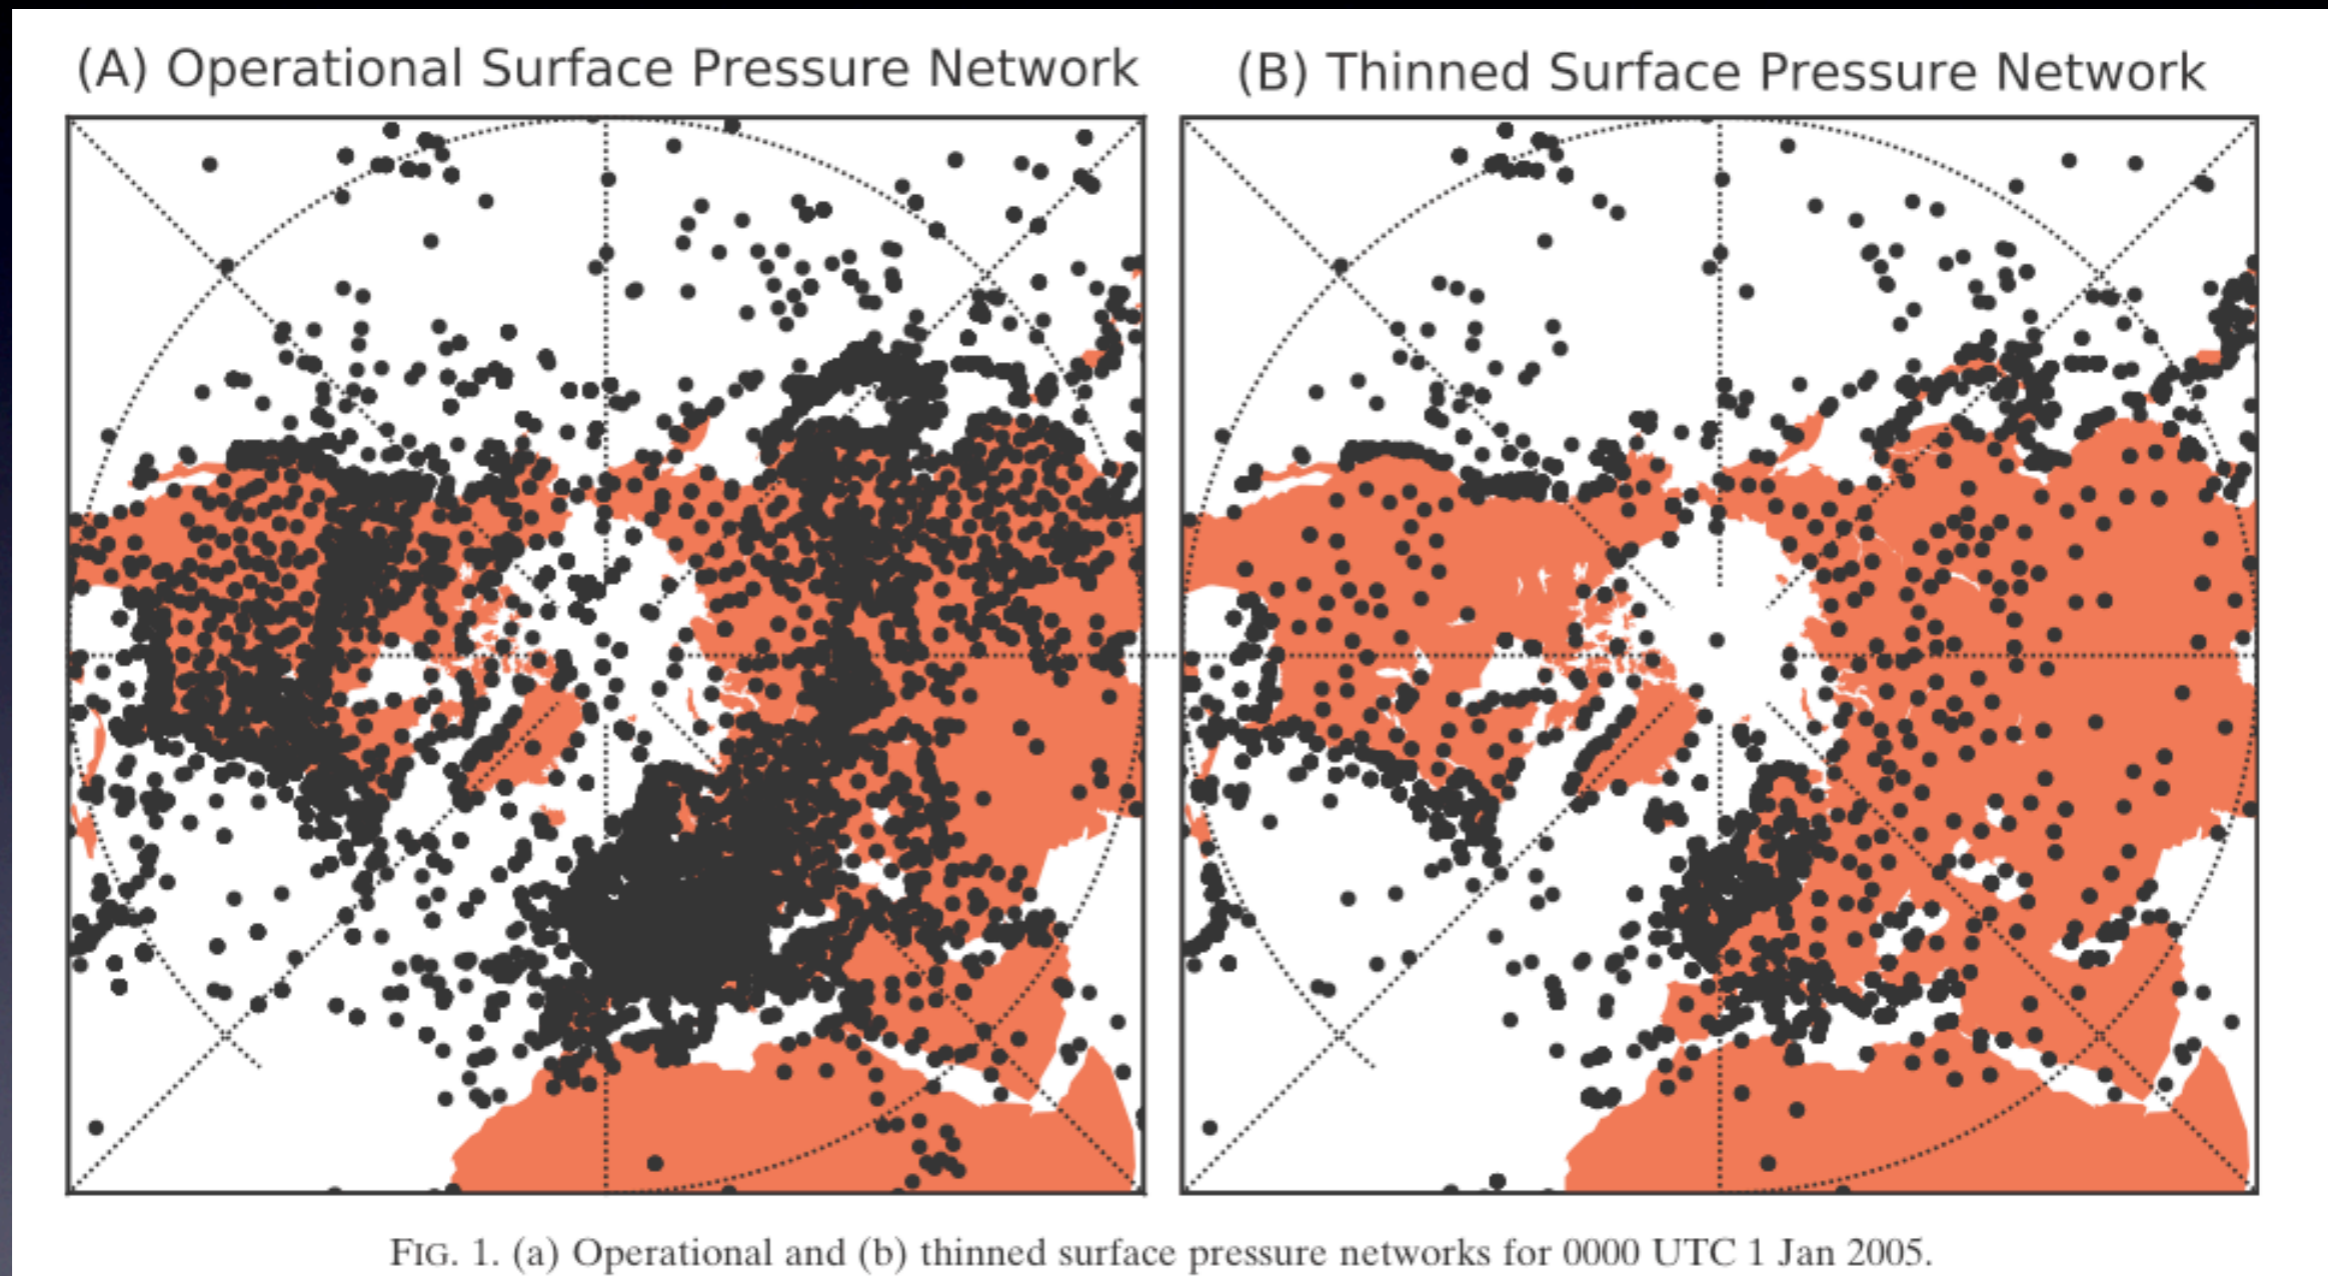 (A) Operational Surface Pressure Network
(B) Thinned Surface Pressure Network
FIG. 1. (a) Operational and (b) thinned surface pressure networks for 0000 UTC 1 Jan 2005.